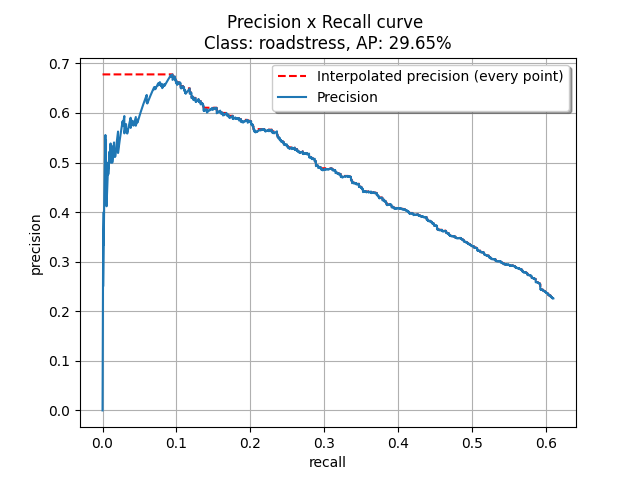 Precision x Recall curve
Class: roadstress, AP: 29.65%
Interpolated precision (every point)
Precision
0.7
0.6
0.5
0.4
0.3
0.2
0.1
0.0
precision
0.0 0.1 0.2 0.3 0.4 0.5 0.6
recall